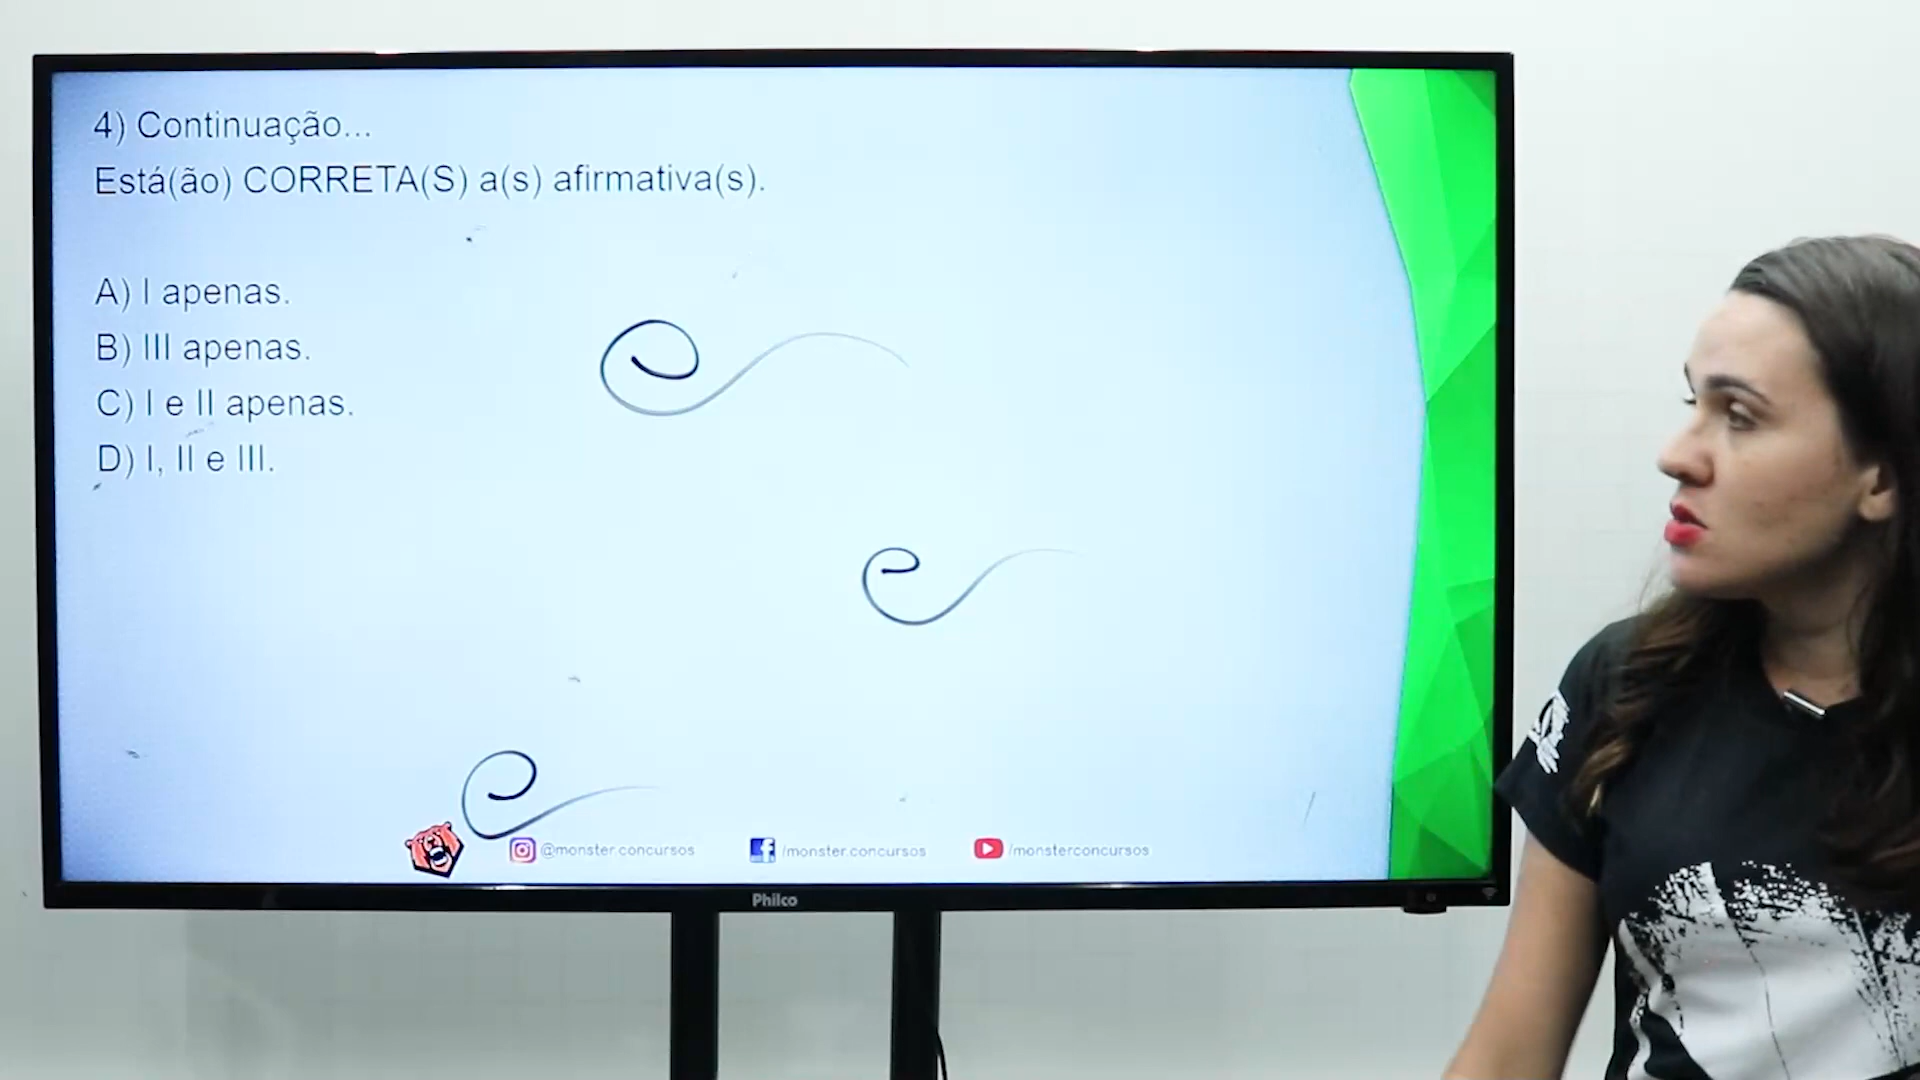 4) Continuação...
Está(ão) CORRETA(S) a(s) afirmativa(s).
A) I apenas.
B) III apenas.
C) I e II apenas.
D) I, II e III.
@monster.concursos
/monster.concursos
/monsterconcursos
Philco